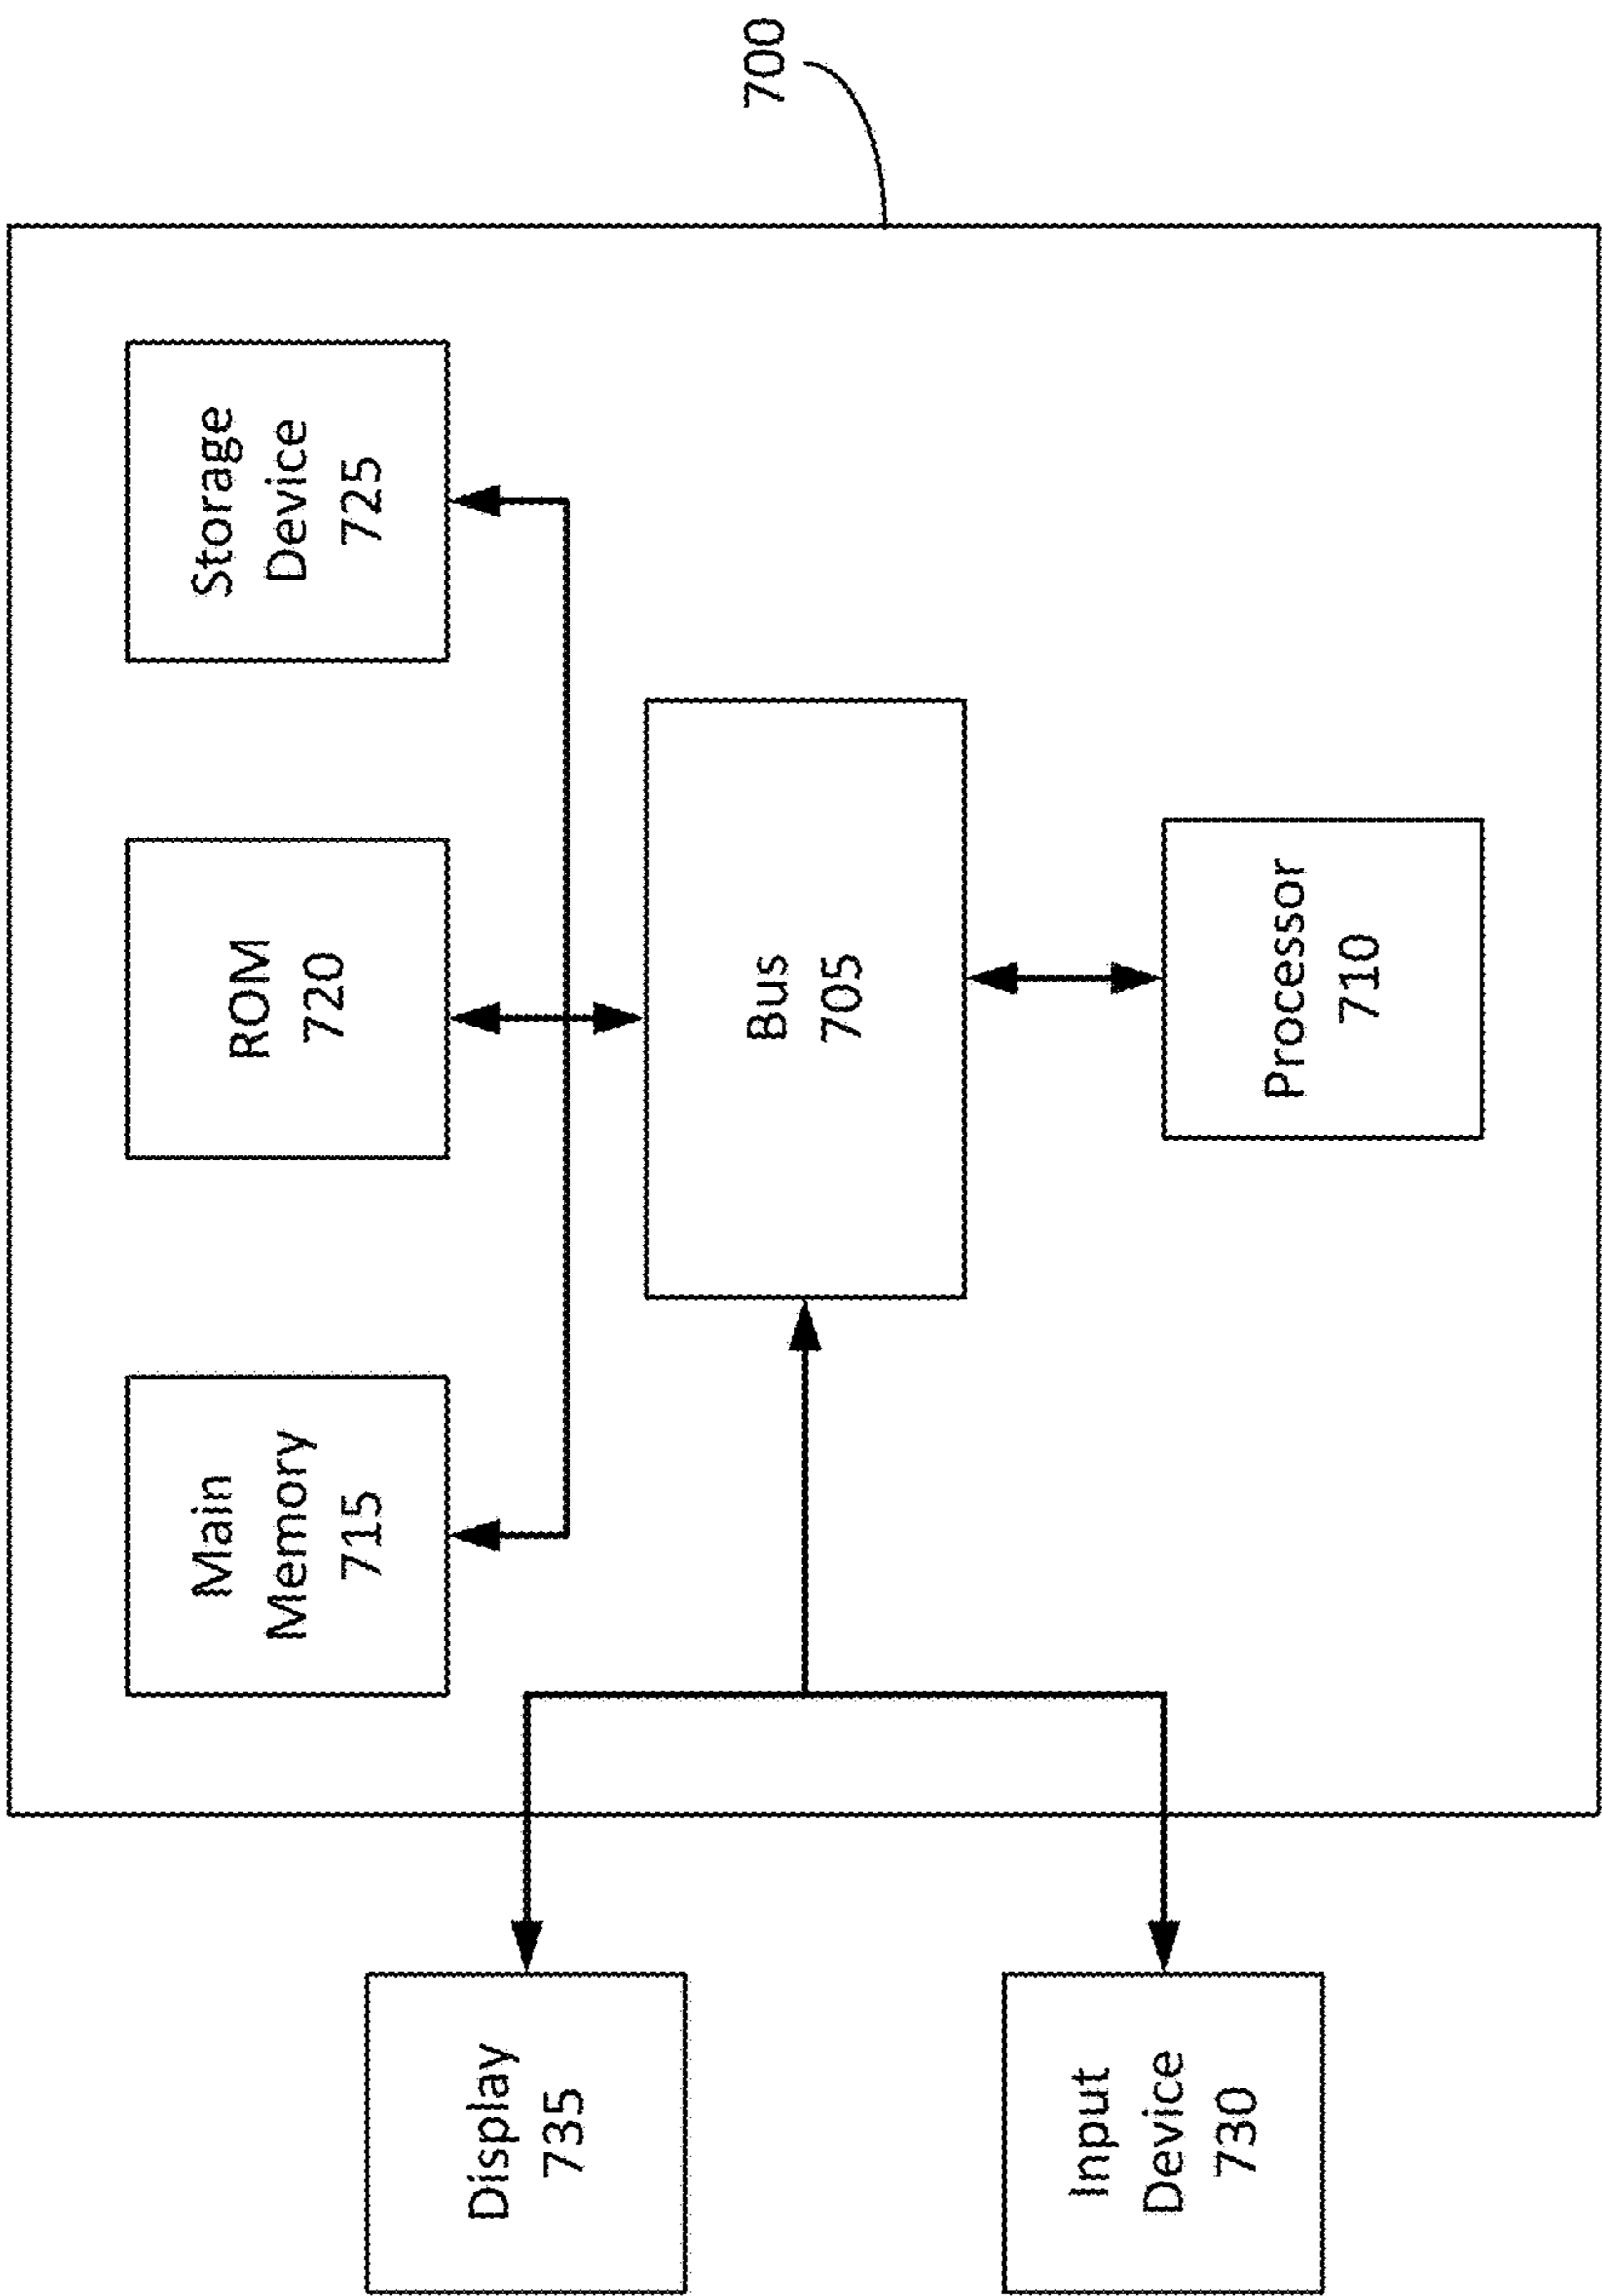 700
Main
Memory
715
ROM
720
Storage
Device
725
Display
735
Bus
705
Input
Device
730
Processor
710